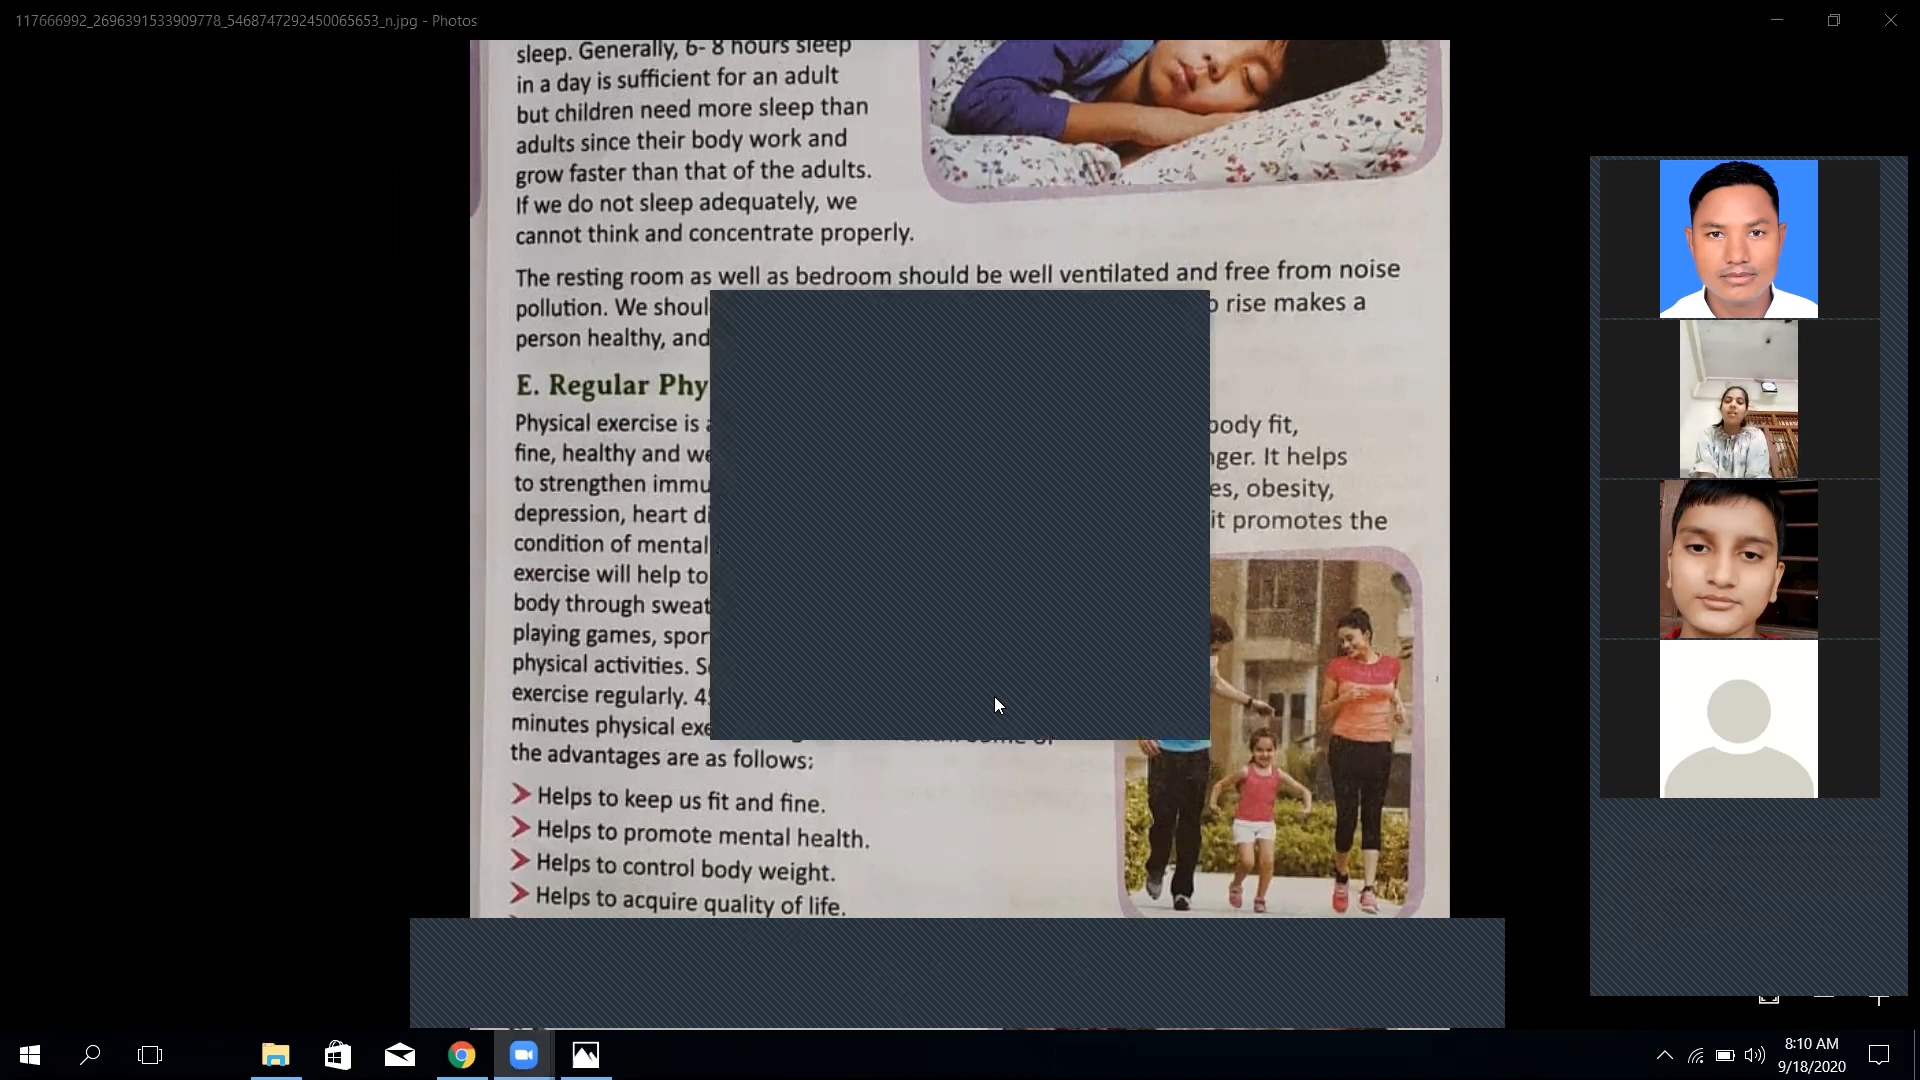 117666992_2696391533909778_5468747292450065653_n.jpg - Photos
sleep. Generally, 6- 8 hours sleep
in a day is sufficient for an adult
but children need more sleep than
adults since their body work and
grow faster than that of the adults.
If we do not sleep adequately, we
cannot think and concentrate properly.
The resting room as well as bedroom should be well ventilated and free from noise
pollution. We shoul rise makes a
person healthy, and
E. Regular Phy
Physical exercise is body fit,
fine, healthy and we nger. It helps
to strengthen immu es, obesity,
depression, heart di it promotes the
condition of mental
exercise will help to
body through sweat
playing games, spor
physical activities. S
exercise regularly. 4
minutes physical exe
the advantages are as follows:
Helps to keep us fit and fine.
Helps to promote mental health.
Helps to control body weight.
Helps to acquire quality of life.
8:10 AM
9/18/2020